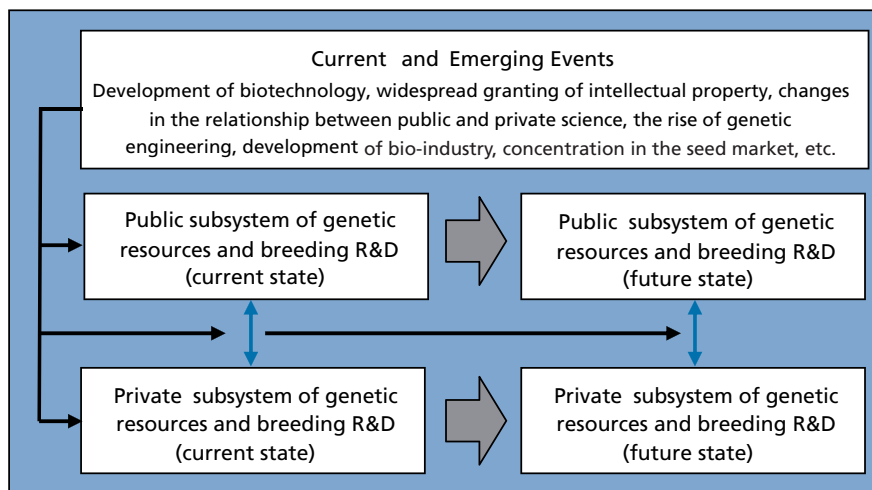 Current and Emerging Events
Development of biotechnology, widespread granting of intellectual property, changes
in the relationship between public and private science, the rise of genetic
engineering, development of bio-industry, concentration in the seed market, etc.
Public subsystem of genetic
resources and breeding R&D
(current state)
Public subsystem of genetic
resources and breeding R&D
(future state)
Private subsystem of genetic
resources and breeding R&D
(current state)
Private subsystem of genetic
resources and breeding R&D
(future state)